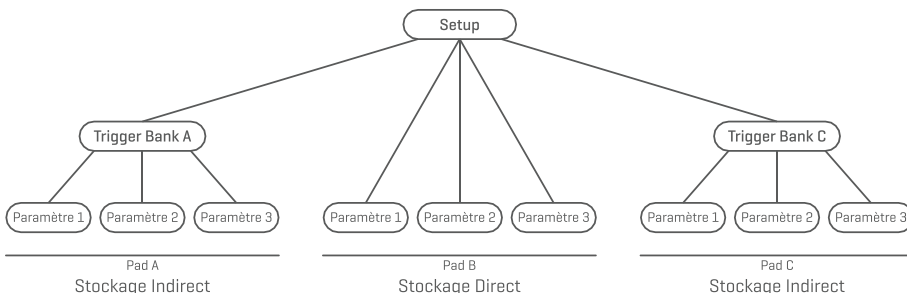 Setup
Trigger Bank A
Trigger Bank C
Paramètre 1 Paramètre 2 Paramètre 3 Paramètre 1 Paramètre 2 Paramètre 3 Paramètre 1 Paramètre 2 Paramètre 3
Pad A
Pad B
Pad C
Stockage Indirect
Stockage Direct
Stockage Indirect